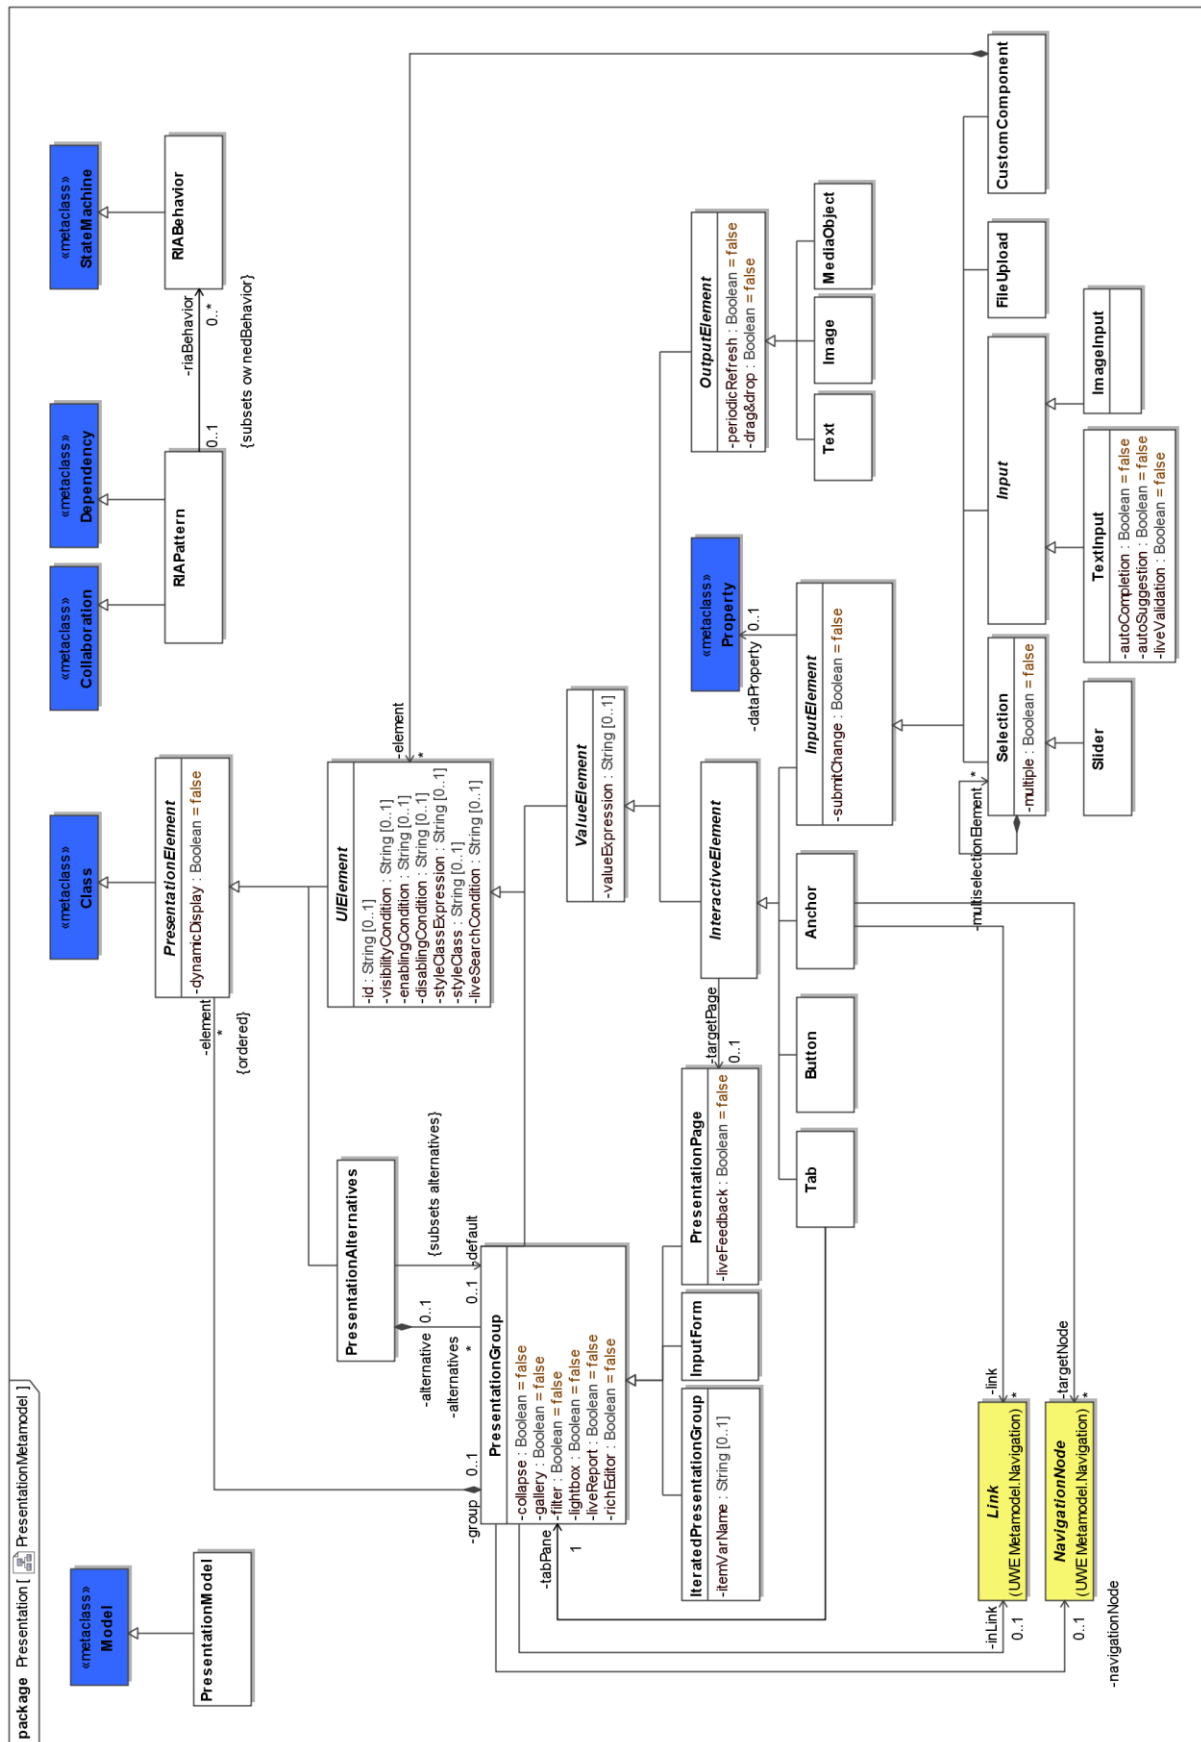 package Presentation [ PresentationMetamodel ]
«metaclass»
Model
PresentationModel
«metaclass»
Class
PresentationElement
-dynamicDisplay : Boolean = false
«metaclass»
Collaboration
«metaclass»
Dependency
«metaclass»
StateMachine
RIAPattern
RIABehavior
-riaBehavior
0..1
0..*
{subsets ownedBehavior}
-element
*
{ordered}
PresentationAlternatives
UIElement
-id : String [0..1]
-visibilityCondition : String [0..1]
-enablingCondition : String [0..1]
-disablingCondition : String [0..1]
-styleClassExpression : String [0..1]
-styleClass : String [0..1]
-liveSearchCondition : String [0..1]
-element
*
-alternative
0..1
-alternatives
*
{subsets alternatives}
-default
0..1
-group
0..1
PresentationGroup
-collapse : Boolean = false
-gallery : Boolean = false
-filter : Boolean = false
-lightbox : Boolean = false
-liveReport : Boolean = false
-richEditor : Boolean = false
-tabPane
1
ValueElement
-valueExpression : String [0..1]
IteratedPresentationGroup
-itemVarName : String [0..1]
InputForm
PresentationPage
-liveFeedback : Boolean = false
-targetPage
0..1
InteractiveElement
«metaclass»
Property
-dataProperty
0..1
OutputElement
-periodicRefresh : Boolean = false
-drag&drop : Boolean = false
Tab
Button
Anchor
InputElement
-submitChange : Boolean = false
Text
Image
MediaObject
-inLink
0..1
Link
(UWE Metamodel.Navigation)
-link
*
-multiselectionElement
*
Selection
-multiple : Boolean = false
Input
FileUpload
CustomComponent
0..1
-navigationNode
NavigationNode
(UWE Metamodel.Navigation)
-targetNode
*
Slider
TextInput
-autoCompletion : Boolean = false
-autoSuggestion : Boolean = false
-liveValidation : Boolean = false
ImageInput